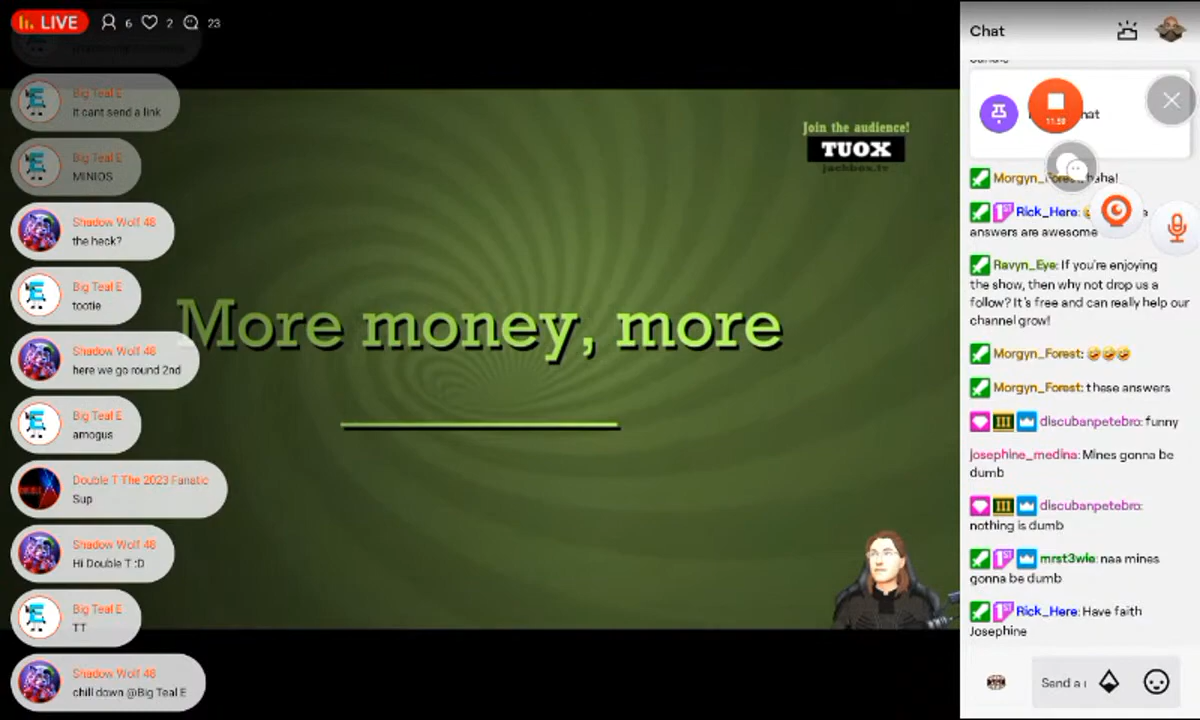 LIVE 6 2 23
Big Teal E
It cant send a link
Big Teal E
MINIOS
Shadow Wolf 48
the heck?
Big Teal E
tootie
Shadow Wolf 48
here we go round 2nd
Big Teal E
amogus
Double T The 2023 Fanatic
Sup
Shadow Wolf 48
Hi Double T :D
Big Teal E
TT
Shadow Wolf 48
chill down @Big Teal E
Join the audience!
TUOX
jackbox.tv
More money, more
Chat
11:59
Morgyn_Forest: haha!
Rick_Here:
answers are awesome
Ravyn_Eye: If you're enjoying
the show, then why not drop us a
follow? It's free and can really help our
channel grow!
Morgyn_Forest: 🤣🤣🤣
Morgyn_Forest: these answers
discubanpetebro: funny
josephine_medina: Mines gonna be
dumb
discubanpetebro:
nothing is dumb
mrst3wie: naa mines
gonna be dumb
Rick_Here: Have faith
Josephine
Send a